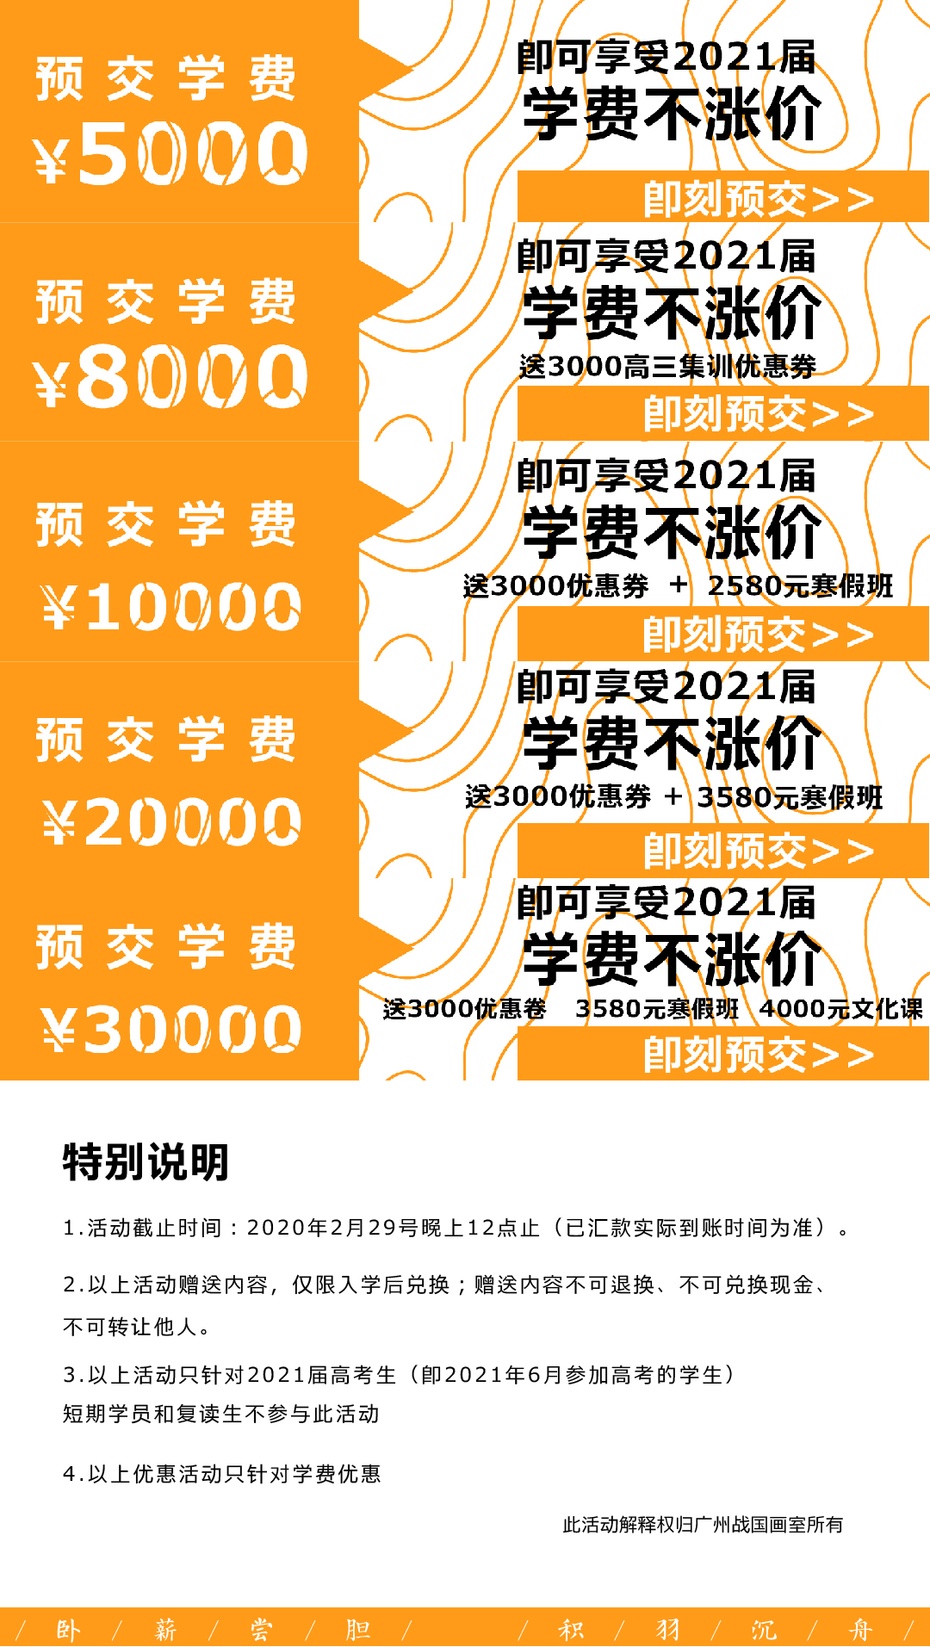 预交学费
¥5000
即可享受2021届
学费不涨价
即刻预交>>
预交学费
¥8000
即可享受2021届
学费不涨价
送3000高三集训优惠券
即刻预交>>
预交学费
¥10000
即可享受2021届
学费不涨价
送3000优惠券 + 2580元寒假班
即刻预交>>
预交学费
¥20000
即可享受2021届
学费不涨价
送3000优惠券 + 3580元寒假班
即刻预交>>
预交学费
¥30000
即可享受2021届
学费不涨价
送3000优惠卷 3580元寒假班 4000元文化课
即刻预交>>
特别说明
1.活动截止时间：2020年2月29号晚上12点止（已汇款实际到账时间为准）。
2.以上活动赠送内容，仅限入学后兑换；赠送内容不可退换、不可兑换现金、
不可转让他人。
3.以上活动只针对2021届高考生（即2021年6月参加高考的学生）
短期学员和复读生不参与此活动
4.以上优惠活动只针对学费优惠
此活动解释权归广州战国画室所有
/ 卧 / 薪 / 尝 / 胆 / / 积 / 羽 / 沉 / 舟 /